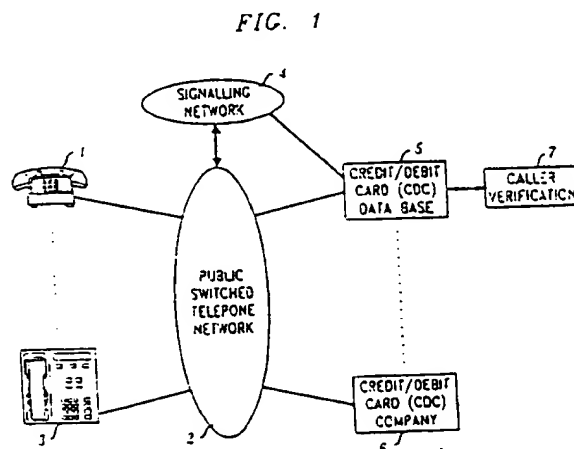 FIG. 1
4
SIGNALLING
NETWORK
1
5
CREDIT/DEBIT
CARD (CDC)
DATA BASE
7
CALLER
VERIFICATION
PUBLIC
SWITCHED
TELEPONE
NETWORK
3
2
CREDIT/DEBIT
CARD (CDC)
COMPANY
6